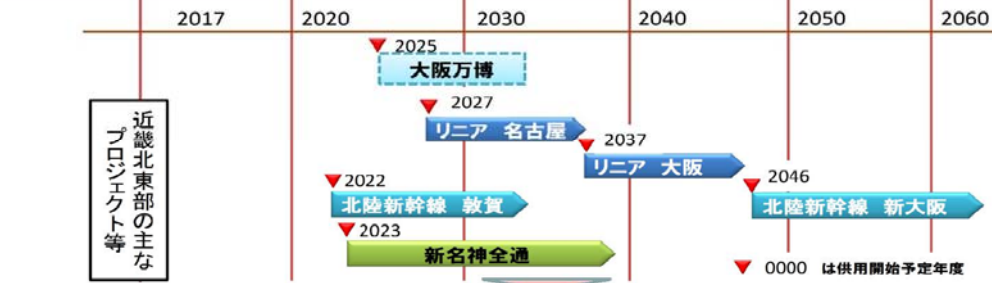 2017 2020 2030 2040 2050 2060
2025
大阪万博
2027
リニア 名古屋
2037
リニア 大阪
2046
北陸新幹線 新大阪
2022
北陸新幹線 敦賀
2023
新名神全通
近畿北東部の主な
プロジェクト等
0000 は供用開始予定年度